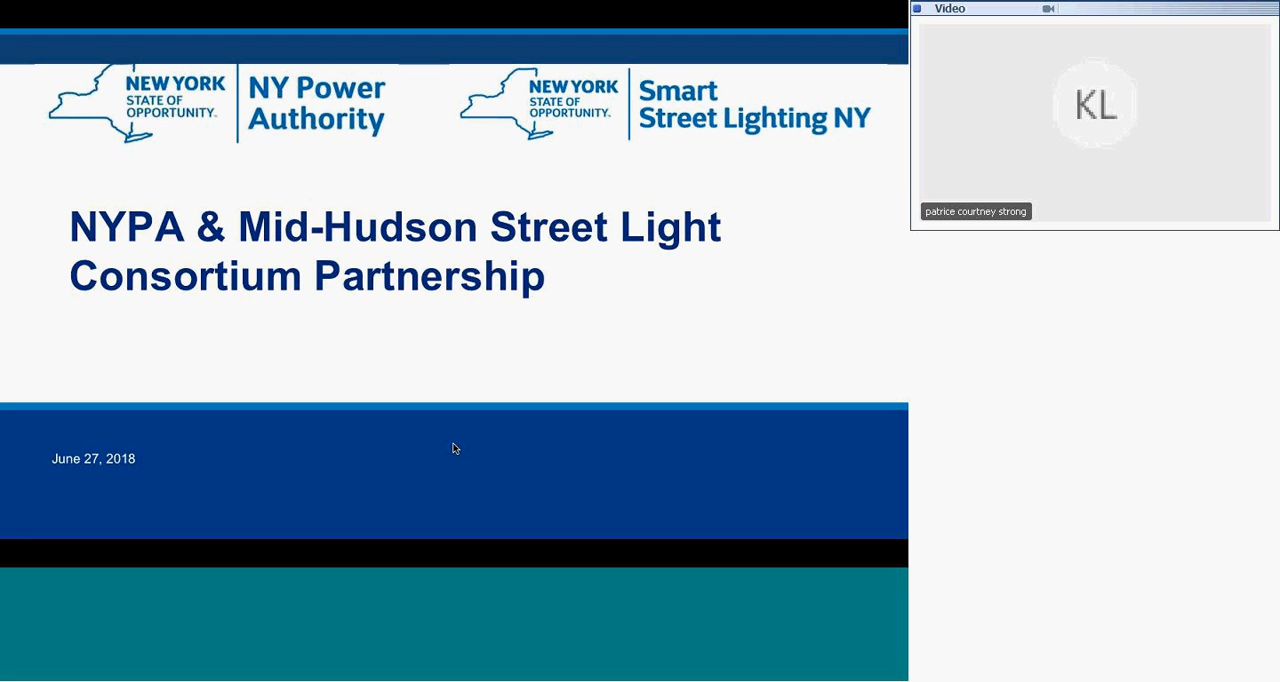 Video
NEW YORK
STATE OF
OPPORTUNITY.
NY Power
Authority
NEW YORK
STATE OF
OPPORTUNITY.
Smart
Street Lighting NY
KL
patrice courtney strong
NYPA & Mid-Hudson Street Light
Consortium Partnership
June 27, 2018